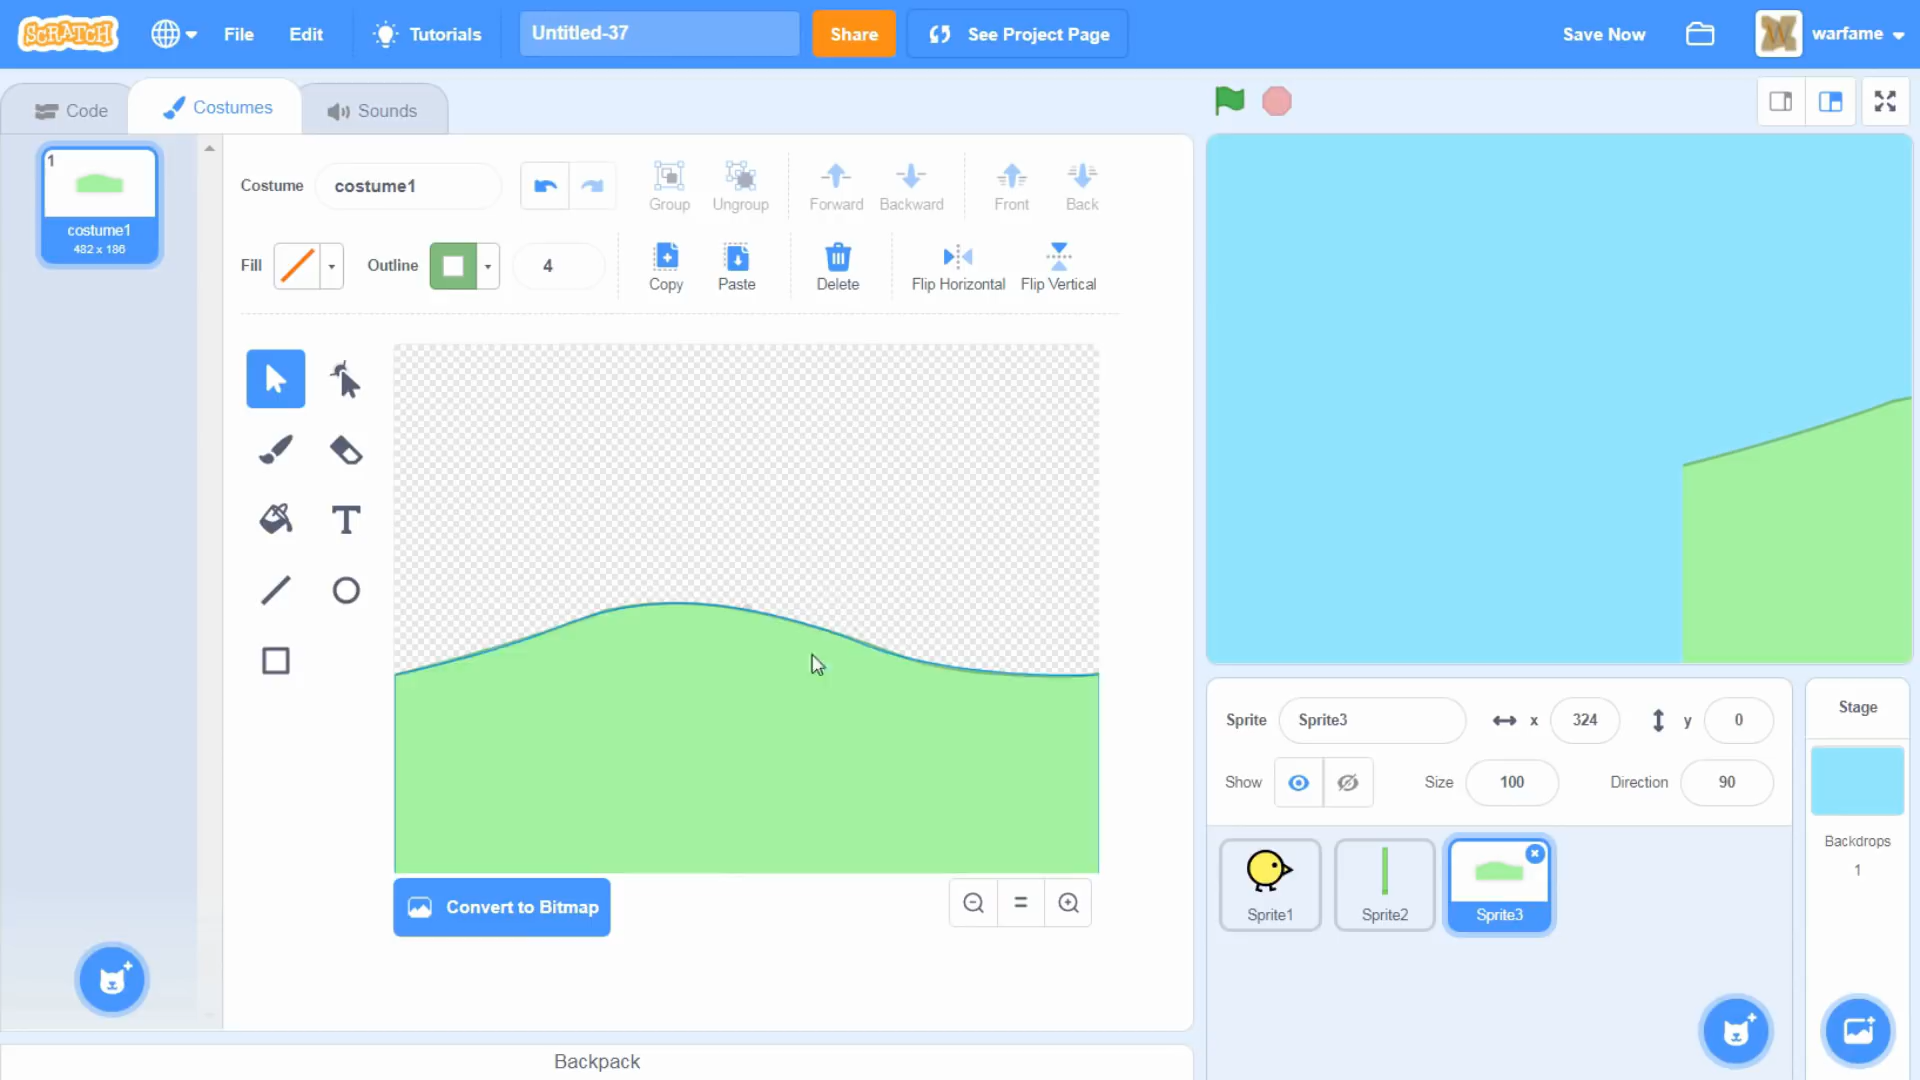 SCRATCH
File
Edit
Tutorials
Untitled-37
Share
See Project Page
Save Now
warfame
Code
Costumes
Sounds
1
costume1
482 x 186
Costume
costume1
Group
Ungroup
Forward
Backward
Front
Back
Fill
Outline
4
Copy
Paste
Delete
Flip Horizontal
Flip Vertical
T
Convert to Bitmap
Backpack
Sprite
Sprite3
x
324
y
0
Show
Size
100
Direction
90
Sprite1
Sprite2
Sprite3
Stage
Backdrops
1